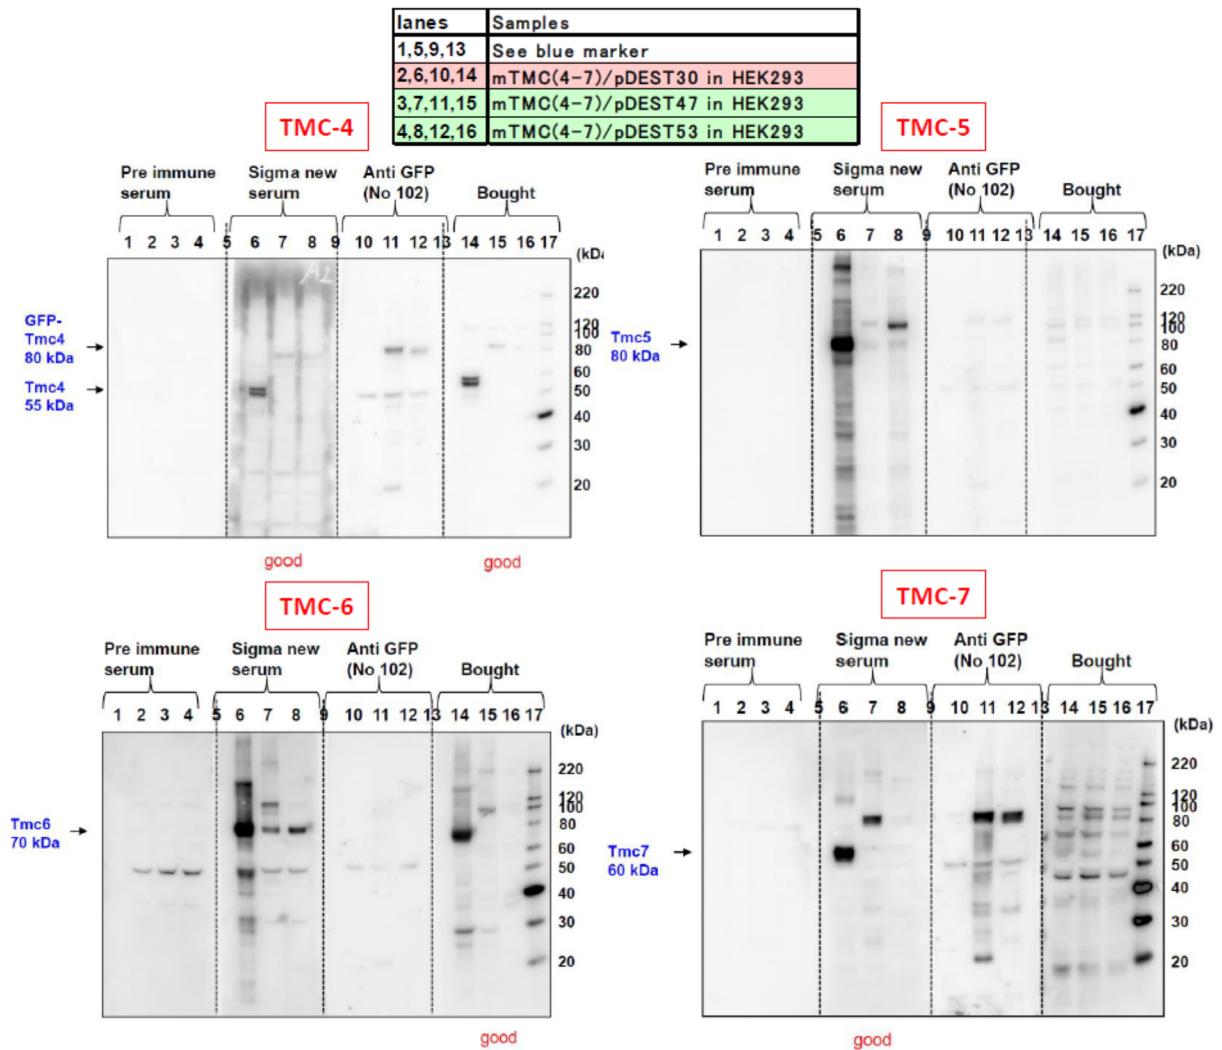 lanes Samples
1,5,9,13 See blue marker
2,6,10,14 mTMC(4-7)/pDEST30 in HEK293
3,7,11,15 mTMC(4-7)/pDEST47 in HEK293
4,8,12,16 mTMC(4-7)/pDEST53 in HEK293
TMC-4
Pre immune serum
Sigma new serum
Anti GFP (No 102)
Bought
1 2 3 4 5 6 7 8 9 10 11 12 13 14 15 16 17
(kDa
A2
220
120
100
80
60
50
40
30
20
GFP-
Tmc4
80 kDa
Tmc4
55 kDa
good
good
TMC-5
Pre immune serum
Sigma new serum
Anti GFP (No 102)
Bought
1 2 3 4 5 6 7 8 9 10 11 12 13 14 15 16 17
(kDa)
220
120
100
80
60
50
40
30
20
Tmc5
80 kDa
TMC-6
Pre immune serum
Sigma new serum
Anti GFP (No 102)
Bought
1 2 3 4 5 6 7 8 9 10 11 12 13 14 15 16 17
(kDa)
220
120
100
80
60
50
40
30
20
Tmc6
70 kDa
good
TMC-7
Pre immune serum
Sigma new serum
Anti GFP (No 102)
Bought
1 2 3 4 5 6 7 8 9 10 11 12 13 14 15 16 17
(kDa)
220
120
100
80
60
50
40
30
20
Tmc7
60 kDa
good